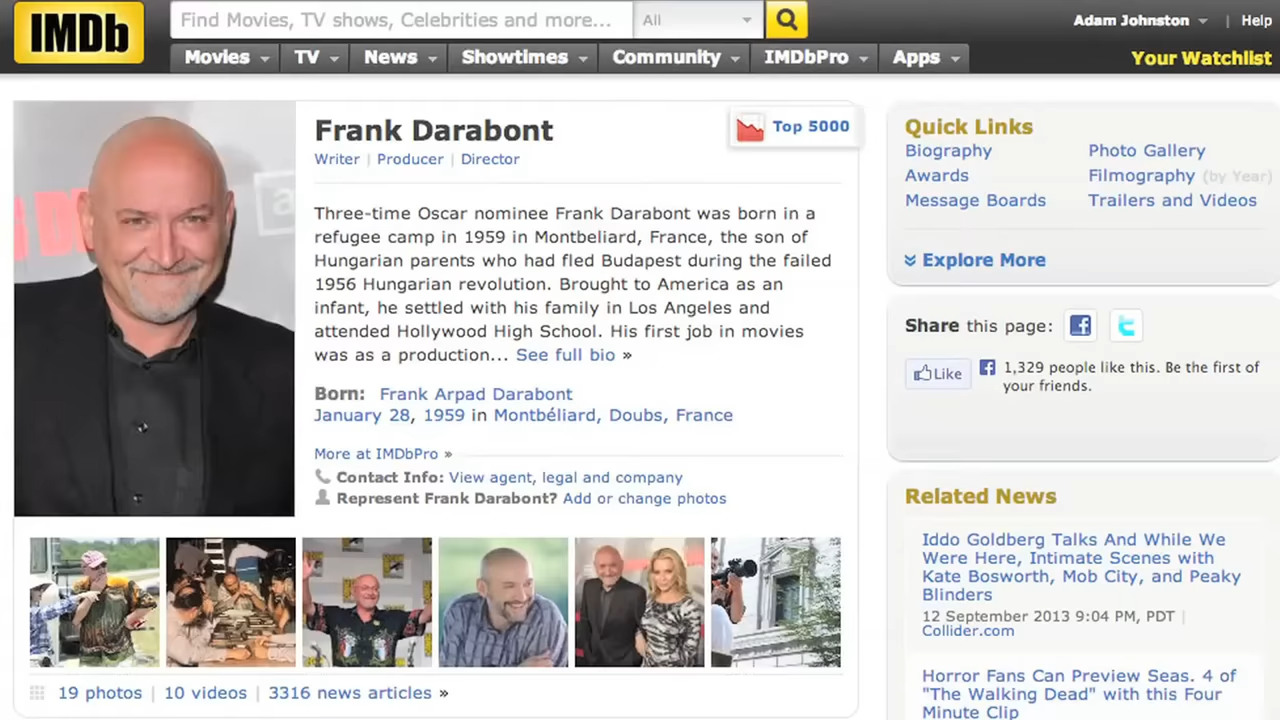 IMDb
Find Movies, TV shows, Celebrities and more...
All
Adam Johnston | Help
Movies
TV
News
Showtimes
Community
IMDbPro
Apps
Your Watchlist
Frank Darabont
Top 5000
Writer | Producer | Director
Three-time Oscar nominee Frank Darabont was born in a
refugee camp in 1959 in Montbeliard, France, the son of
Hungarian parents who had fled Budapest during the failed
1956 Hungarian revolution. Brought to America as an
infant, he settled with his family in Los Angeles and
attended Hollywood High School. His first job in movies
was as a production... See full bio »
Born: Frank Arpad Darabont
January 28, 1959 in Montbéliard, Doubs, France
More at IMDbPro »
Contact Info: View agent, legal and company
Represent Frank Darabont? Add or change photos
19 photos | 10 videos | 3316 news articles »
Quick Links
Biography
Photo Gallery
Awards
Filmography (by Year)
Message Boards
Trailers and Videos
Explore More
Share this page:
Like
1,329 people like this. Be the first of
your friends.
Related News
Iddo Goldberg Talks And While We
Were Here, Intimate Scenes with
Kate Bosworth, Mob City, and Peaky
Blinders
12 September 2013 9:04 PM, PDT |
Collider.com
Horror Fans Can Preview Seas. 4 of
"The Walking Dead" with this Four
Minute Clip